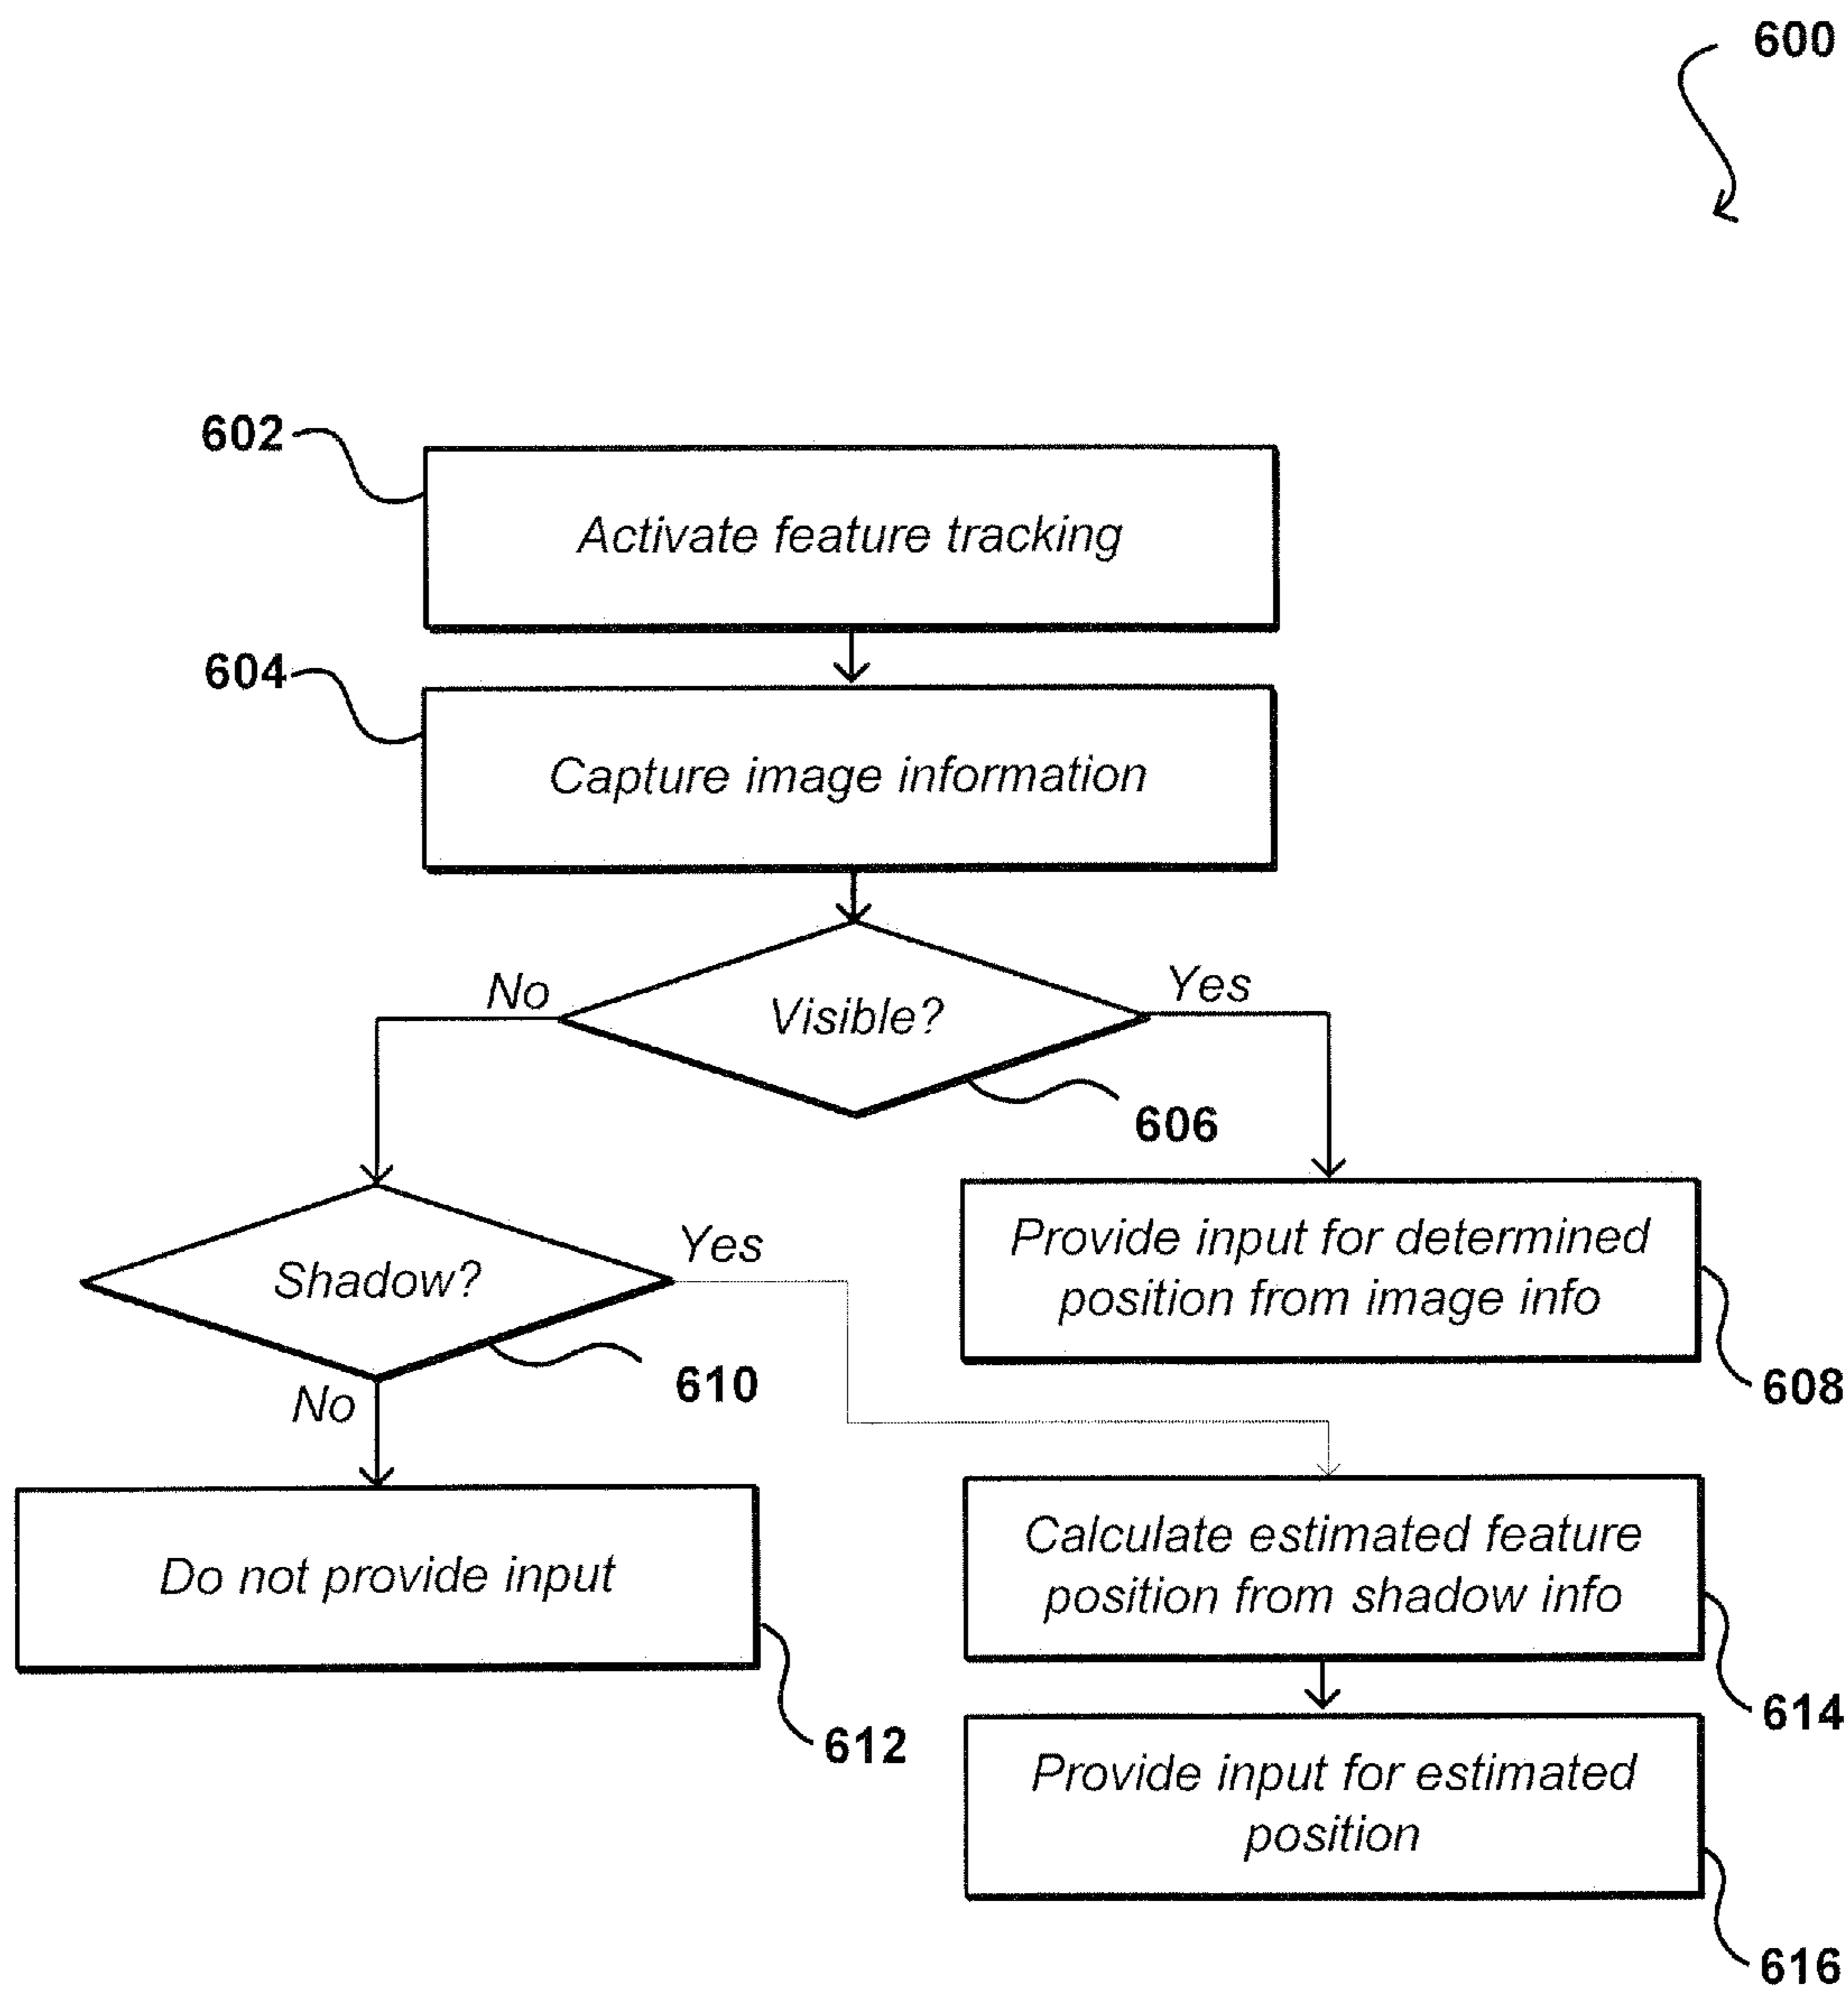 600
602
Activate feature tracking
604
Capture image information
No
Yes
Visible?
606
Shadow?
Yes
Provide input for determined
position from image info
608
610
No
Do not provide input
612
Calculate estimated feature
position from shadow info
614
Provide input for estimated
position
616